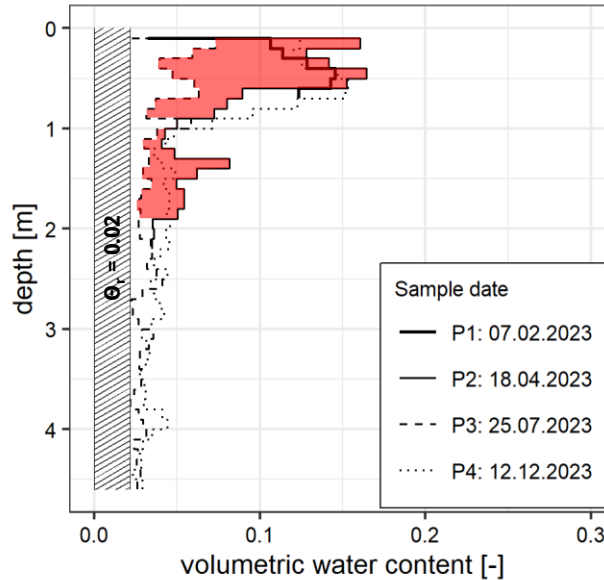 0
1
2
3
4
depth [m]
Θr = 0.02
Sample date
P1: 07.02.2023
P2: 18.04.2023
P3: 25.07.2023
P4: 12.12.2023
0.0 0.1 0.2 0.3
volumetric water content [-]